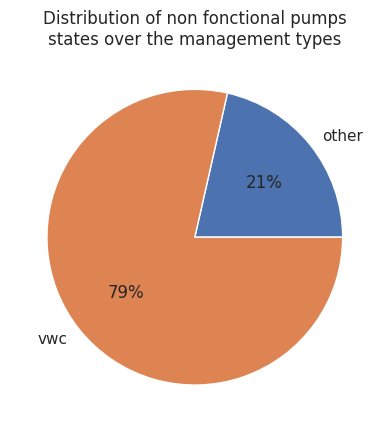 Distribution of non fonctional pumps
states over the management types
other
21%
79%
vwc